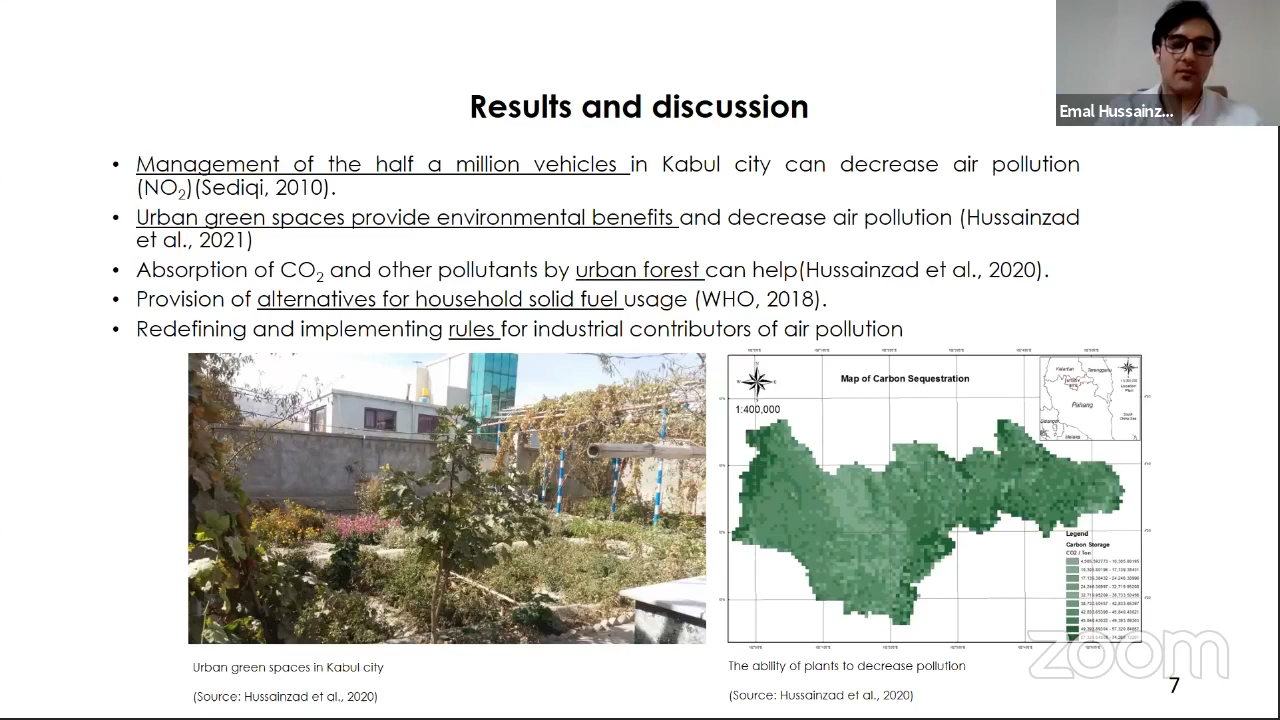 Emal Hussainz...
Results and discussion
• Management of the half a million vehicles in Kabul city can decrease air pollution
(NO2)(Sediqi, 2010).
• Urban green spaces provide environmental benefits and decrease air pollution (Hussainzad
et al., 2021)
• Absorption of CO2 and other pollutants by urban forest can help(Hussainzad et al., 2020).
• Provision of alternatives for household solid fuel usage (WHO, 2018).
• Redefining and implementing rules for industrial contributors of air pollution
Map of Carbon Sequestration
1:400,000
Kelantan
Terengganu
Pahang
Melaka
Legend
Carbon Storage
CO2 / Ton
Urban green spaces in Kabul city
(Source: Hussainzad et al., 2020)
The ability of plants to decrease pollution
(Source: Hussainzad et al., 2020)
zoom
7